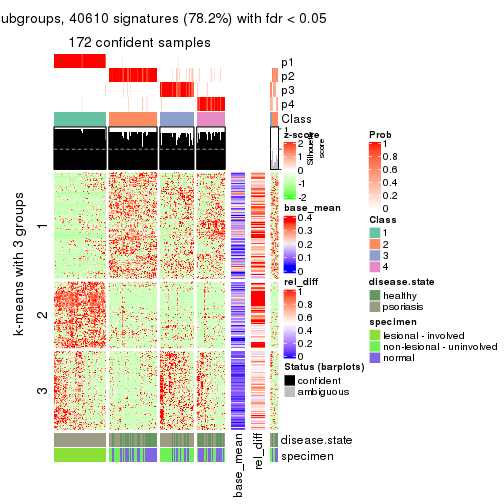 ubgroups, 40610 signatures (78.2%) with fdr < 0.05
172 confident samples
p1
p2
p3
p4
Class
1
Silhouette
score
k-means with 3 groups
1
2
3
z-score
2
1
0
-1
-2
base_mean
0.4
0.3
0.2
0.1
0
rel_diff
1
0.8
0.6
0.4
0.2
0
Status (barplots)
confident
ambiguous
Prob
1
0.8
0.6
0.4
0.2
0
Class
1
2
3
4
disease.state
healthy
psoriasis
specimen
lesional - involved
non-lesional - uninvolved
normal
disease.state
specimen
base_mean
rel_diff